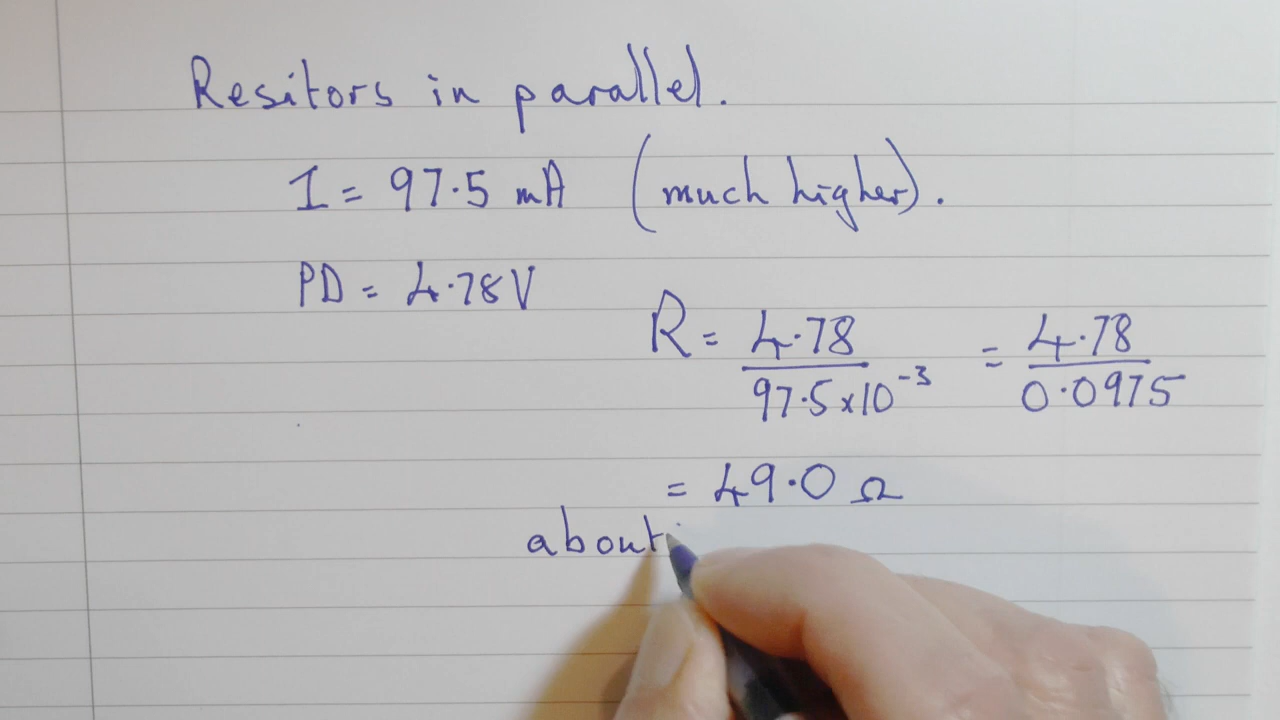 Resitors in parallel.
I = 97.5 mA (much higher).
PD = 4.78V
R = 4.78 / 97.5x10⁻³ = 4.78 / 0.0975
= 49.0 Ω
about